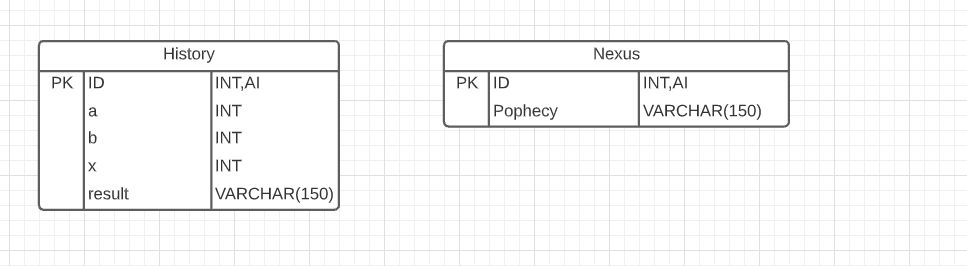 History
PK ID INT,AI
a INT
b INT
x INT
result VARCHAR(150)
Nexus
PK ID INT,AI
Pophecy VARCHAR(150)